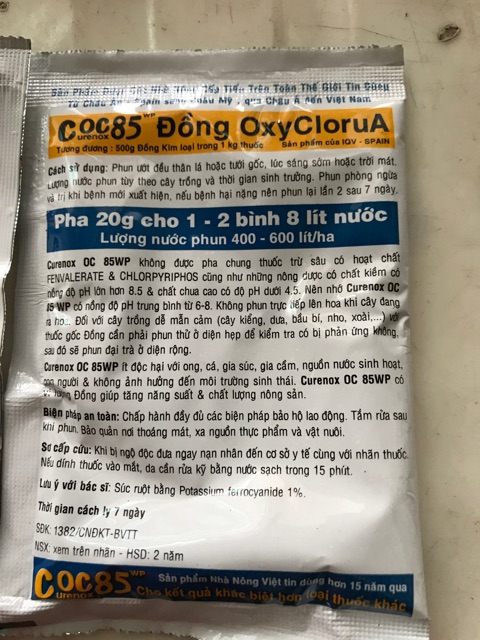 Sản Phẩm Được Các Nhà Nông Cấp Tiến Trên Toàn Thế Giới Tin Dùng
Từ Châu Âu - Spain sang Châu Mỹ, qua Châu Á đến Việt Nam
COC85 WP Đồng OxyCloruA
urenox
Tương đương : 500g Đồng Kim loại trong 1 kg thuốc Sản phẩm của IQV - SPAIN
Cách sử dụng: Phun ướt đều thân lá hoặc tưới gốc, lúc sáng sớm hoặc trời mát.
Lượng nước phun tùy theo cây trồng và thời gian sinh trưởng. Phun phòng ngừa
và trị khi bệnh mới xuất hiện, nếu bệnh hại nặng nên phun lại lần 2 sau 7 ngày.
Pha 20g cho 1 - 2 bình 8 lít nước
Lượng nước phun 400 - 600 lít/ha
Curenox OC 85WP không được pha chung thuốc trừ sâu có hoạt chất
FENVALERATE & CHLORPYRIPHOS cũng như những nông dược có chất kiềm có
nồng độ pH lớn hơn 8.5 & chất chua cao có độ pH dưới 4.5. Nên nhớ Curenox OC
85 WP có nồng độ pH trung bình từ 6-8. Không phun trực tiếp lên hoa khi cây đang
ra hoa. Đối với cây trồng dễ mẫn cảm (cây kiểng, dưa, bầu bí, nho, xoài,...) với
thuốc gốc Đồng cần phải phun thử ở diện hẹp để kiểm tra có bị phản ứng không,
sau đó sẽ phun đại trà ở diện rộng.
Curenox OC 85WP ít độc hại với ong, cá, gia súc, gia cầm, nguồn nước sinh hoạt,
con người & không ảnh hưởng đến môi trường sinh thái. Curenox OC 85WP có
vi lượng Đồng giúp tăng năng suất & chất lượng nông sản.
Biện pháp an toàn: Chấp hành đầy đủ các biện pháp bảo hộ lao động. Tắm rửa sau
khi phun. Bảo quản nơi thoáng mát, xa nguồn thực phẩm và vật nuôi.
Sơ cấp cứu: Khi bị ngộ độc đưa ngay nạn nhân đến cơ sở y tế cùng với nhãn thuốc.
Nếu dính thuốc vào mắt, da cần rửa kỹ bằng nước sạch trong 15 phút.
Lưu ý với bác sĩ: Súc ruột bằng Potassium ferrocyanide 1%.
Thời gian cách ly 7 ngày
SĐK: 1382/CNĐKT-BVTT
NSX: xem trên nhãn - HSD: 2 năm
COC85 WP Sản phẩm Nhà Nông Việt tin dùng hơn 15 năm qua
urenox Cho kết quả khác biệt hơn loại thuốc khác